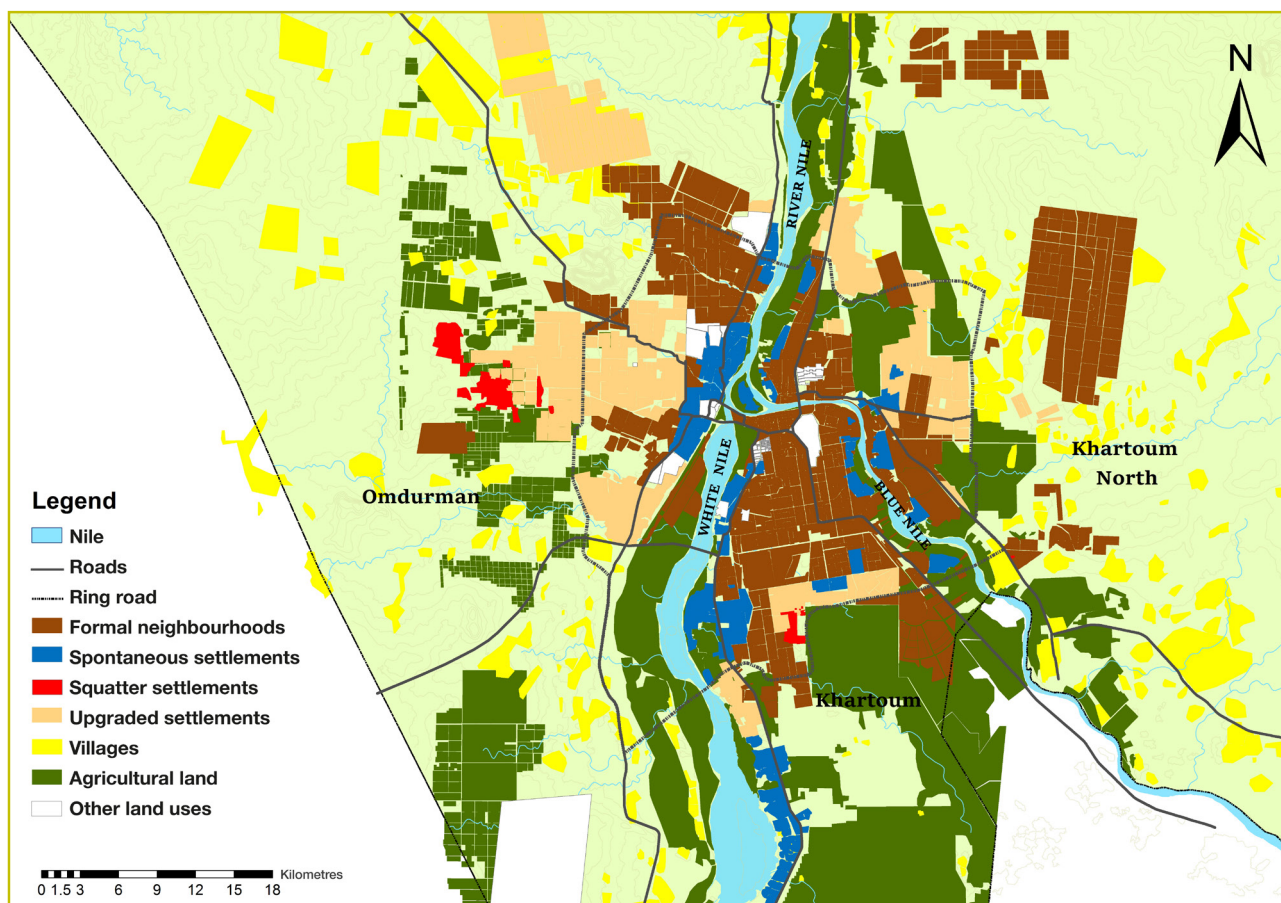 N
RIVER NILE
WHITE NILE
BLUE NILE
Khartoum
North
Omdurman
Khartoum
Legend
Nile
Roads
Ring road
Formal neighbourhoods
Spontaneous settlements
Squatter settlements
Upgraded settlements
Villages
Agricultural land
Other land uses
Kilometres
0 1.5 3 6 9 12 15 18